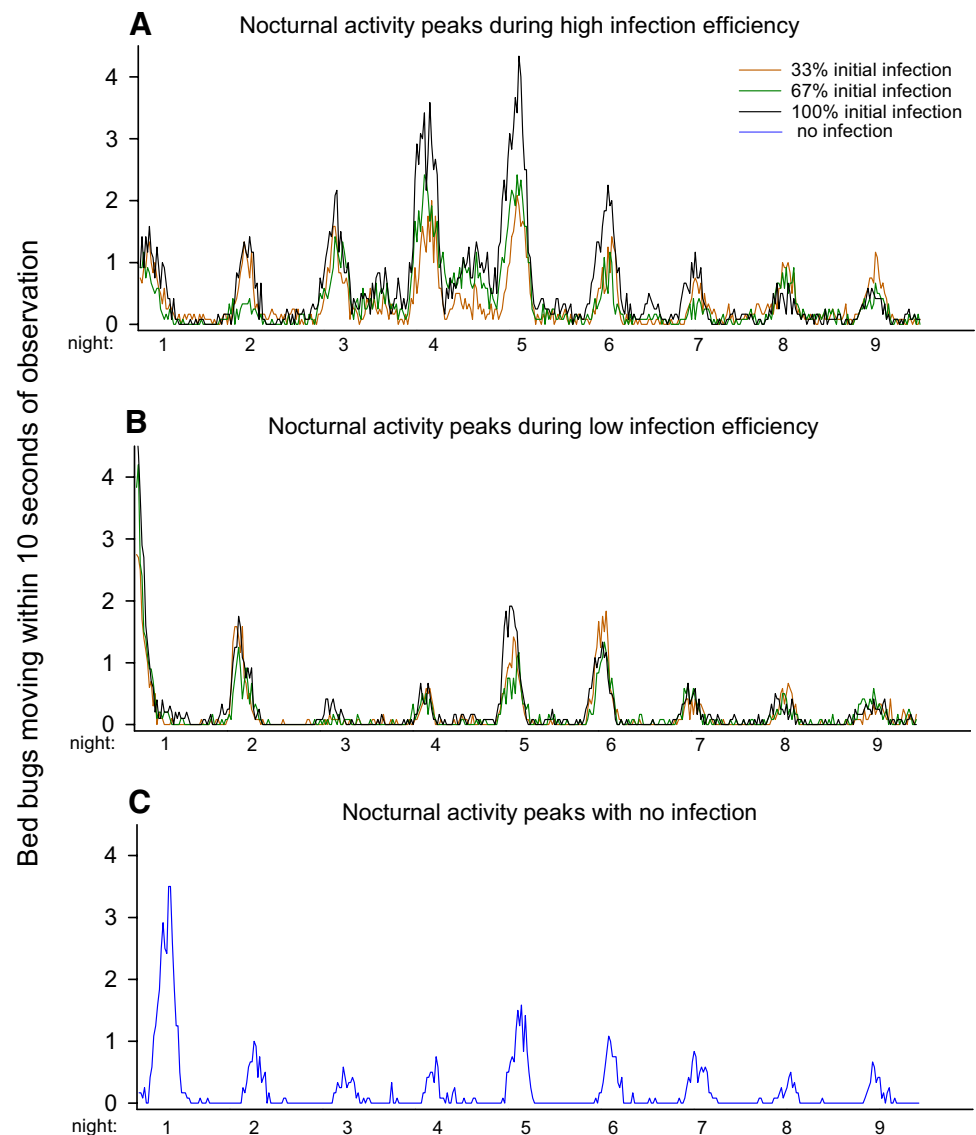 Bed bugs moving within 10 seconds of observation
A
Nocturnal activity peaks during high infection efficiency
33% initial infection
67% initial infection
100% initial infection
no infection
4
3
2
1
0
night: 1 2 3 4 5 6 7 8 9
B
Nocturnal activity peaks during low infection efficiency
4
3
2
1
0
night: 1 2 3 4 5 6 7 8 9
C
Nocturnal activity peaks with no infection
4
3
2
1
0
night: 1 2 3 4 5 6 7 8 9